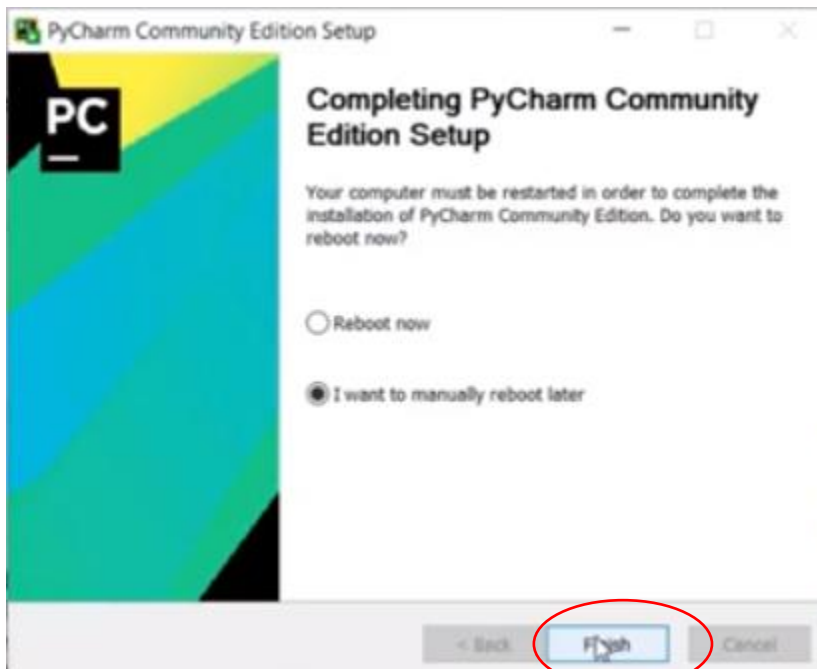 PyCharm Community Edition Setup
PC
Completing PyCharm Community
Edition Setup
Your computer must be restarted in order to complete the
installation of PyCharm Community Edition. Do you want to
reboot now?
Reboot now
I want to manually reboot later
< Back Finish Cancel